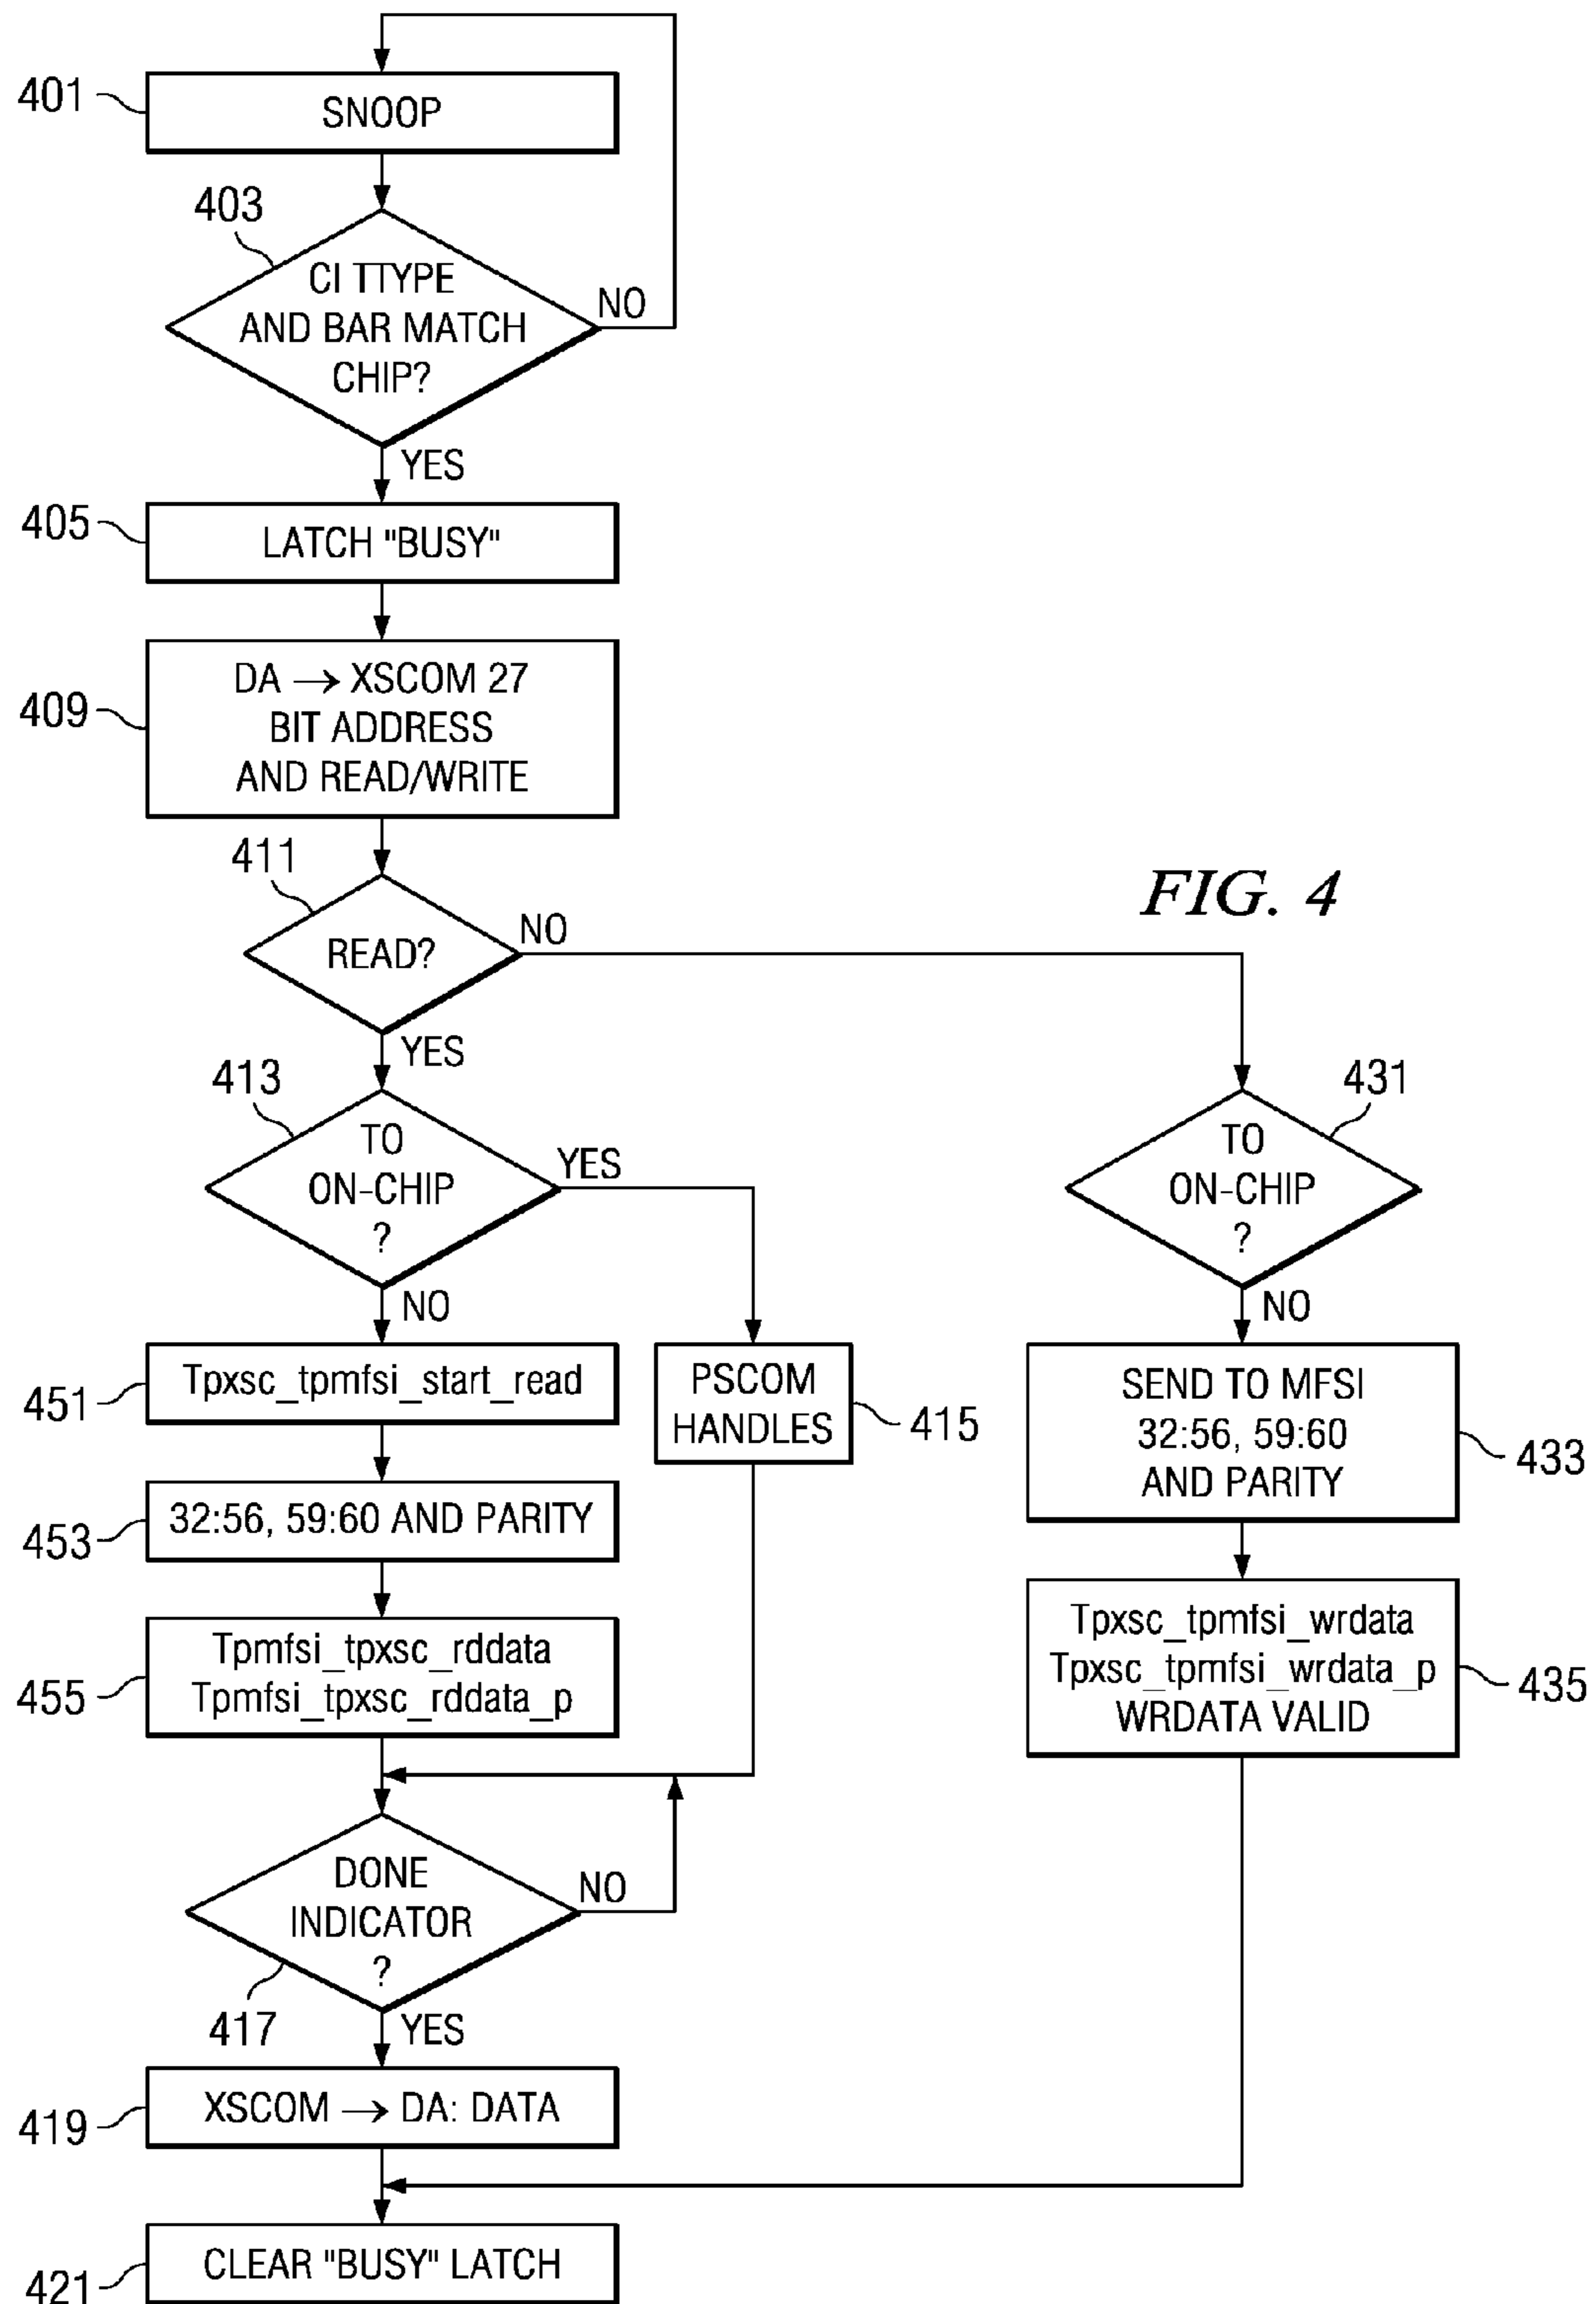 401
SNOOP
403
CI TTYPE
AND BAR MATCH
CHIP?
NO
YES
405
LATCH "BUSY"
409
DA → XSCOM 27
BIT ADDRESS
AND READ/WRITE
411
READ?
NO
FIG. 4
YES
413
TO
ON-CHIP
?
YES
NO
431
TO
ON-CHIP
?
NO
451
Tpxsc_tpmfsi_start_read
PSCOM
HANDLES
415
SEND TO MFSI
32:56, 59:60
AND PARITY
433
453
32:56, 59:60 AND PARITY
455
Tpmfsi_tpxsc_rddata
Tpmfsi_tpxsc_rddata_p
Tpxsc_tpmfsi_wrdata
Tpxsc_tpmfsi_wrdata_p
WRDATA VALID
435
DONE
INDICATOR
?
NO
417
YES
419
XSCOM → DA: DATA
421
CLEAR "BUSY" LATCH